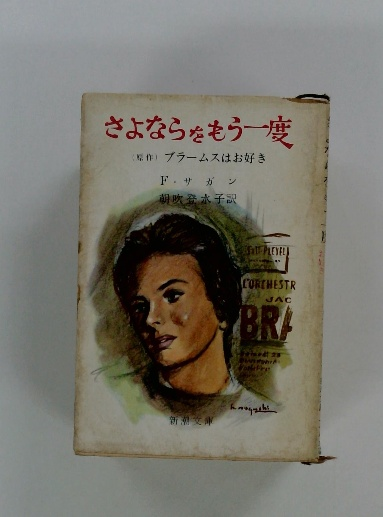 さよならをもう一度
（原作）ブラームスはお好き
F・サガン
朝吹登水子訳
PLEYEL
L'ORCHESTR
JAC
BRA
新潮文庫